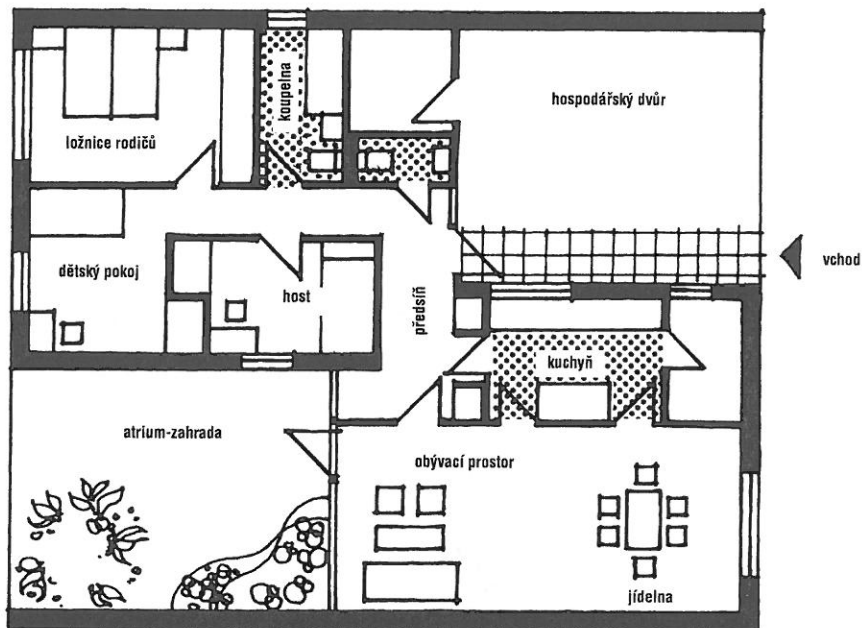 koupelna
hospodářský dvůr
ložnice rodičů
vchod
dětský pokoj
host
předsíň
kuchyň
atrium-zahrada
obývací prostor
jídelna